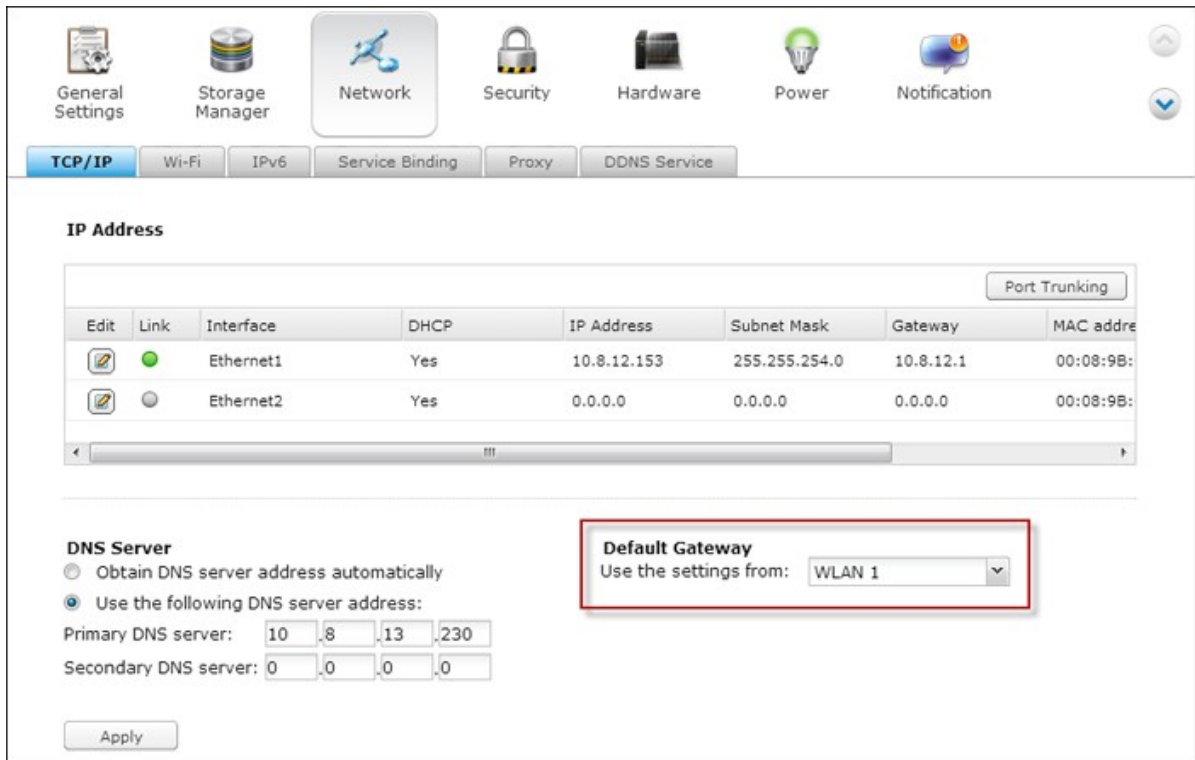 General Settings
Storage Manager
Network
Security
Hardware
Power
Notification
TCP/IP Wi-Fi IPv6 Service Binding Proxy DDNS Service
IP Address
Port Trunking
Edit Link Interface DHCP IP Address Subnet Mask Gateway MAC addre
Ethernet1 Yes 10.8.12.153 255.255.254.0 10.8.12.1 00:08:9B:
Ethernet2 Yes 0.0.0.0 0.0.0.0 0.0.0.0 00:08:9B:
DNS Server
Obtain DNS server address automatically
Use the following DNS server address:
Primary DNS server: 10 .8 .13 .230
Secondary DNS server: 0 .0 .0 .0
Default Gateway
Use the settings from: WLAN 1
Apply